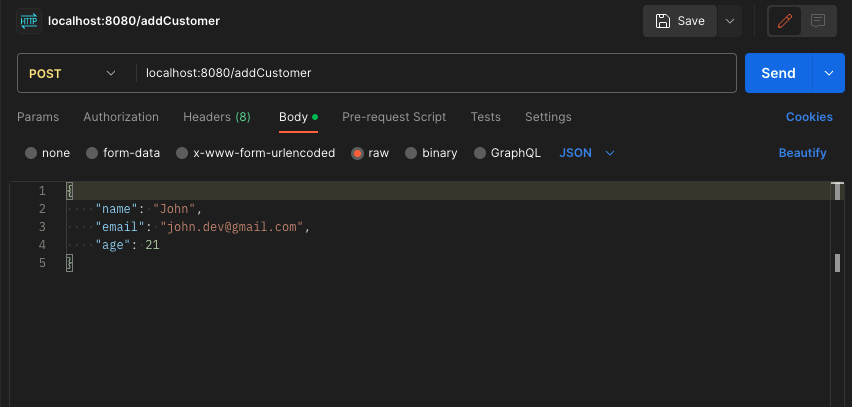 HTTP localhost:8080/addCustomer Save
POST localhost:8080/addCustomer Send
Params Authorization Headers (8) Body Pre-request Script Tests Settings Cookies
none form-data x-www-form-urlencoded raw binary GraphQL JSON Beautify
1 {
2 "name": "John",
3 "email": "john.dev@gmail.com",
4 "age": 21
5 }